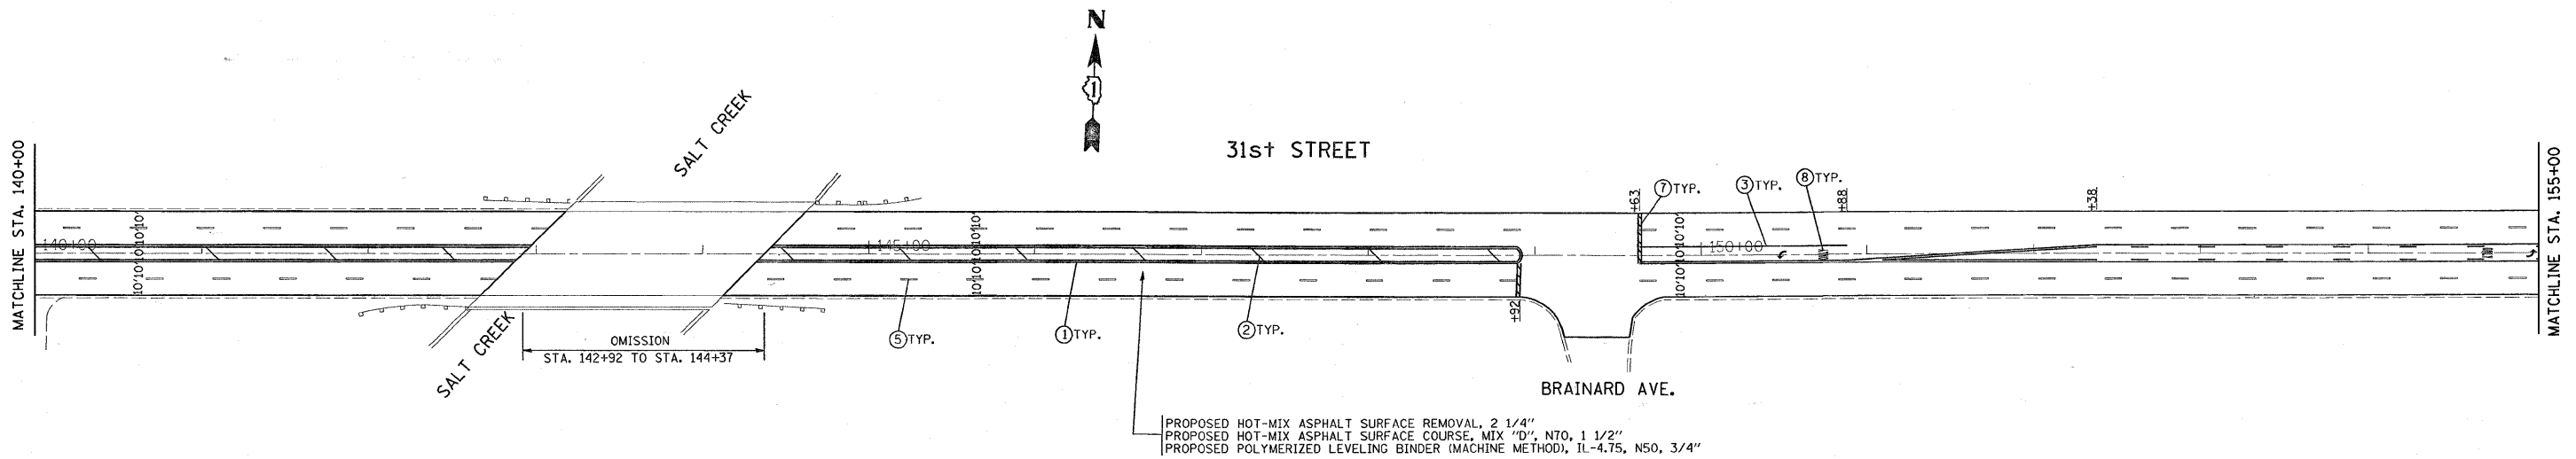 N
1
SALT CREEK
31st STREET
MATCHLINE STA. 140+00
MATCHLINE STA. 155+00
+63
7 TYP.
3 TYP.
8 TYP.
+88
+38
10' 10' 10' 10' 10'
140+00
145+00
10' 10' 10' 10' 10'
150+00
10' 10' 10' 10' 10'
SALT CREEK
OMISSION
STA. 142+92 TO STA. 144+37
5 TYP.
1 TYP.
2 TYP.
+92
BRAINARD AVE.
PROPOSED HOT-MIX ASPHALT SURFACE REMOVAL, 2 1/4"
PROPOSED HOT-MIX ASPHALT SURFACE COURSE, MIX "D", N70, 1 1/2"
PROPOSED POLYMERIZED LEVELING BINDER (MACHINE METHOD), IL-4.75, N50, 3/4"